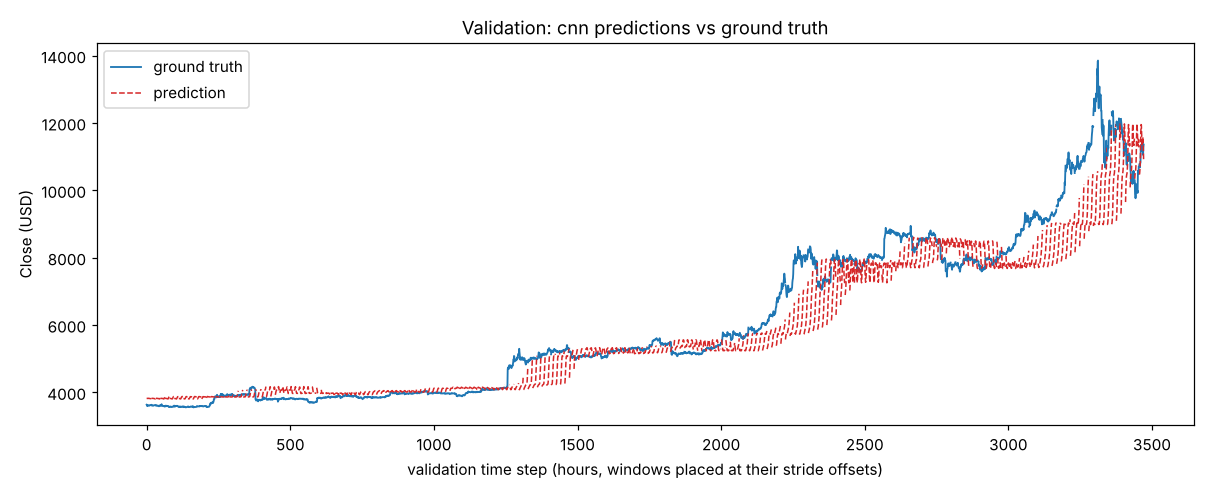 Validation: cnn predictions vs ground truth
ground truth
prediction
Close (USD)
14000
12000
10000
8000
6000
4000
0
500
1000
1500
2000
2500
3000
3500
validation time step (hours, windows placed at their stride offsets)